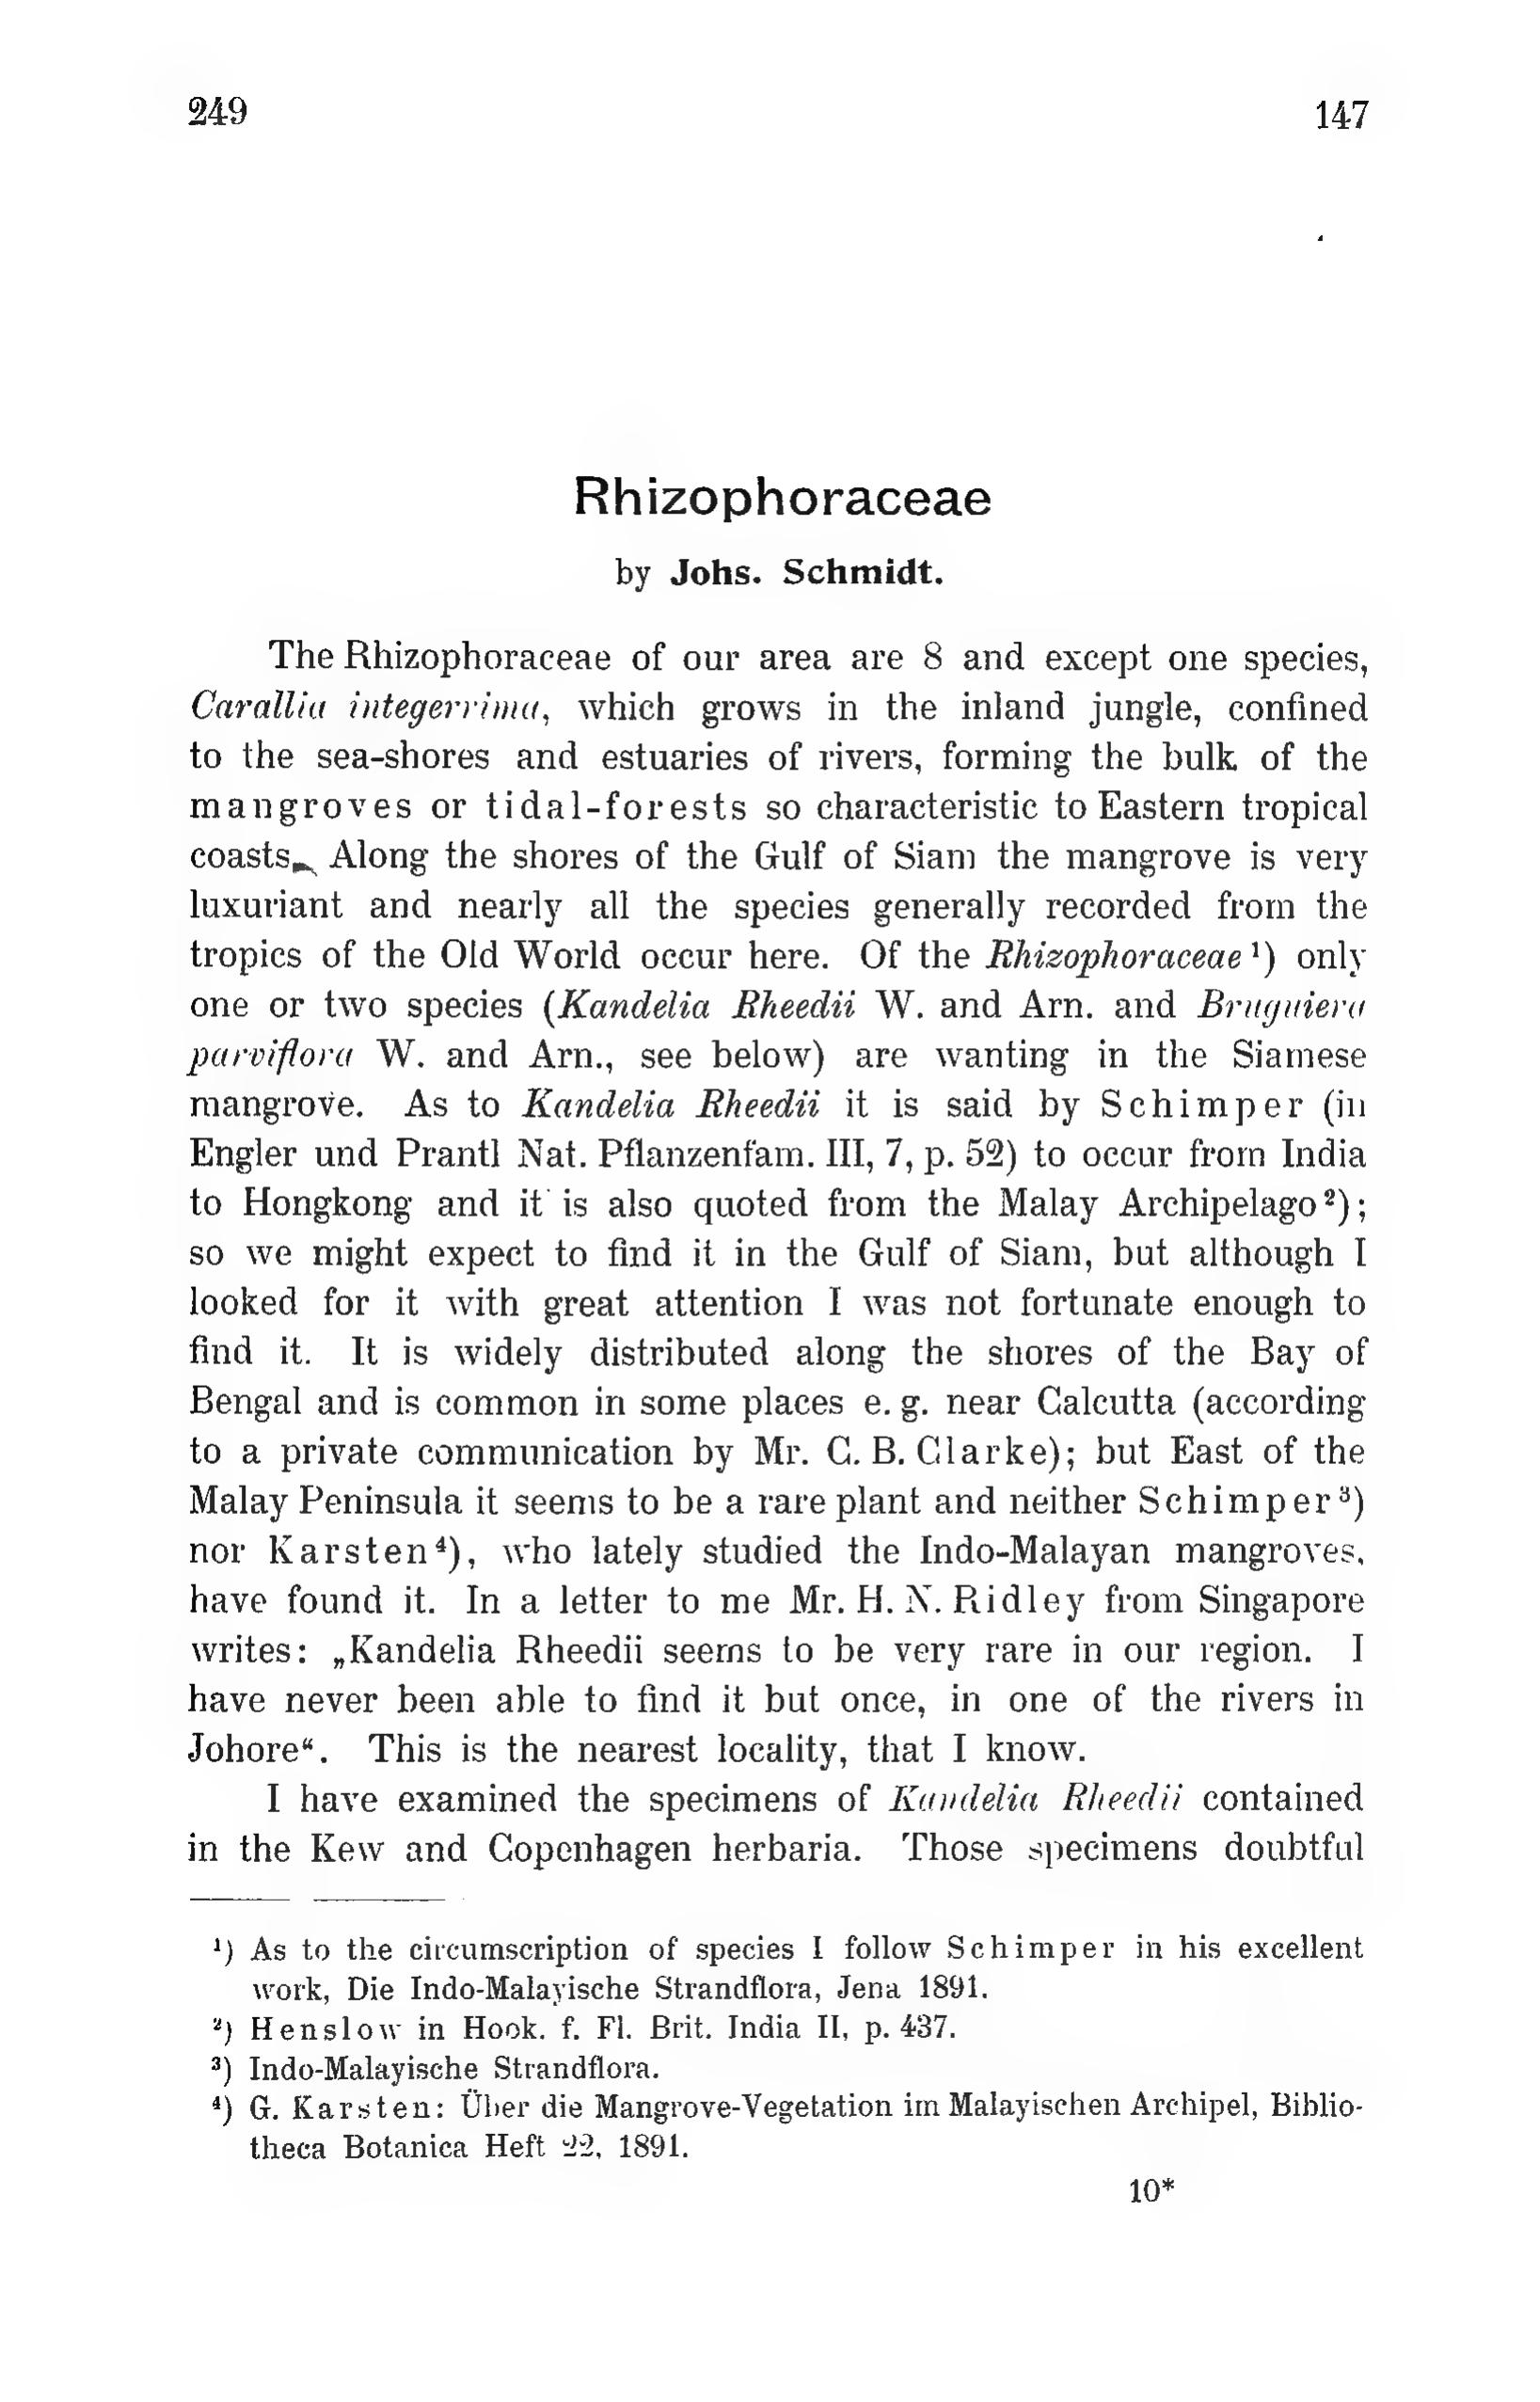 249 147
Rhizophoraceae
by Johs. Schmidt.
The Rhizophoraceae of our area are 8 and except one species,
Carallia integerrima, which grows in the inland jungle, confined
to the sea-shores and estuaries of rivers, forming the bulk of the
mangroves or tidal-forests so characteristic to Eastern tropical
coasts. Along the shores of the Gulf of Siam the mangrove is very
luxuriant and nearly all the species generally recorded from the
tropics of the Old World occur here. Of the Rhizophoraceae ¹) only
one or two species (Kandelia Rheedii W. and Arn. and Bruguiera
parviflora W. and Arn., see below) are wanting in the Siamese
mangrove. As to Kandelia Rheedii it is said by Schimper (in
Engler und Prantl Nat. Pflanzenfam. III, 7, p. 52) to occur from India
to Hongkong and it is also quoted from the Malay Archipelago²);
so we might expect to find it in the Gulf of Siam, but although I
looked for it with great attention I was not fortunate enough to
find it. It is widely distributed along the shores of the Bay of
Bengal and is common in some places e. g. near Calcutta (according
to a private communication by Mr. C. B. Clarke); but East of the
Malay Peninsula it seems to be a rare plant and neither Schimper³)
nor Karsten⁴), who lately studied the Indo-Malayan mangroves,
have found it. In a letter to me Mr. H. N. Ridley from Singapore
writes: „Kandelia Rheedii seems to be very rare in our region. I
have never been able to find it but once, in one of the rivers in
Johore“. This is the nearest locality, that I know.
I have examined the specimens of Kandelia Rheedii contained
in the Kew and Copenhagen herbaria. Those specimens doubtful
¹) As to the circumscription of species I follow Schimper in his excellent
work, Die Indo-Malayische Strandflora, Jena 1891.
²) Henslow in Hook. f. Fl. Brit. India II, p. 437.
³) Indo-Malayische Strandflora.
⁴) G. Karsten: Über die Mangrove-Vegetation im Malayischen Archipel, Biblio-
theca Botanica Heft 22, 1891.
10*